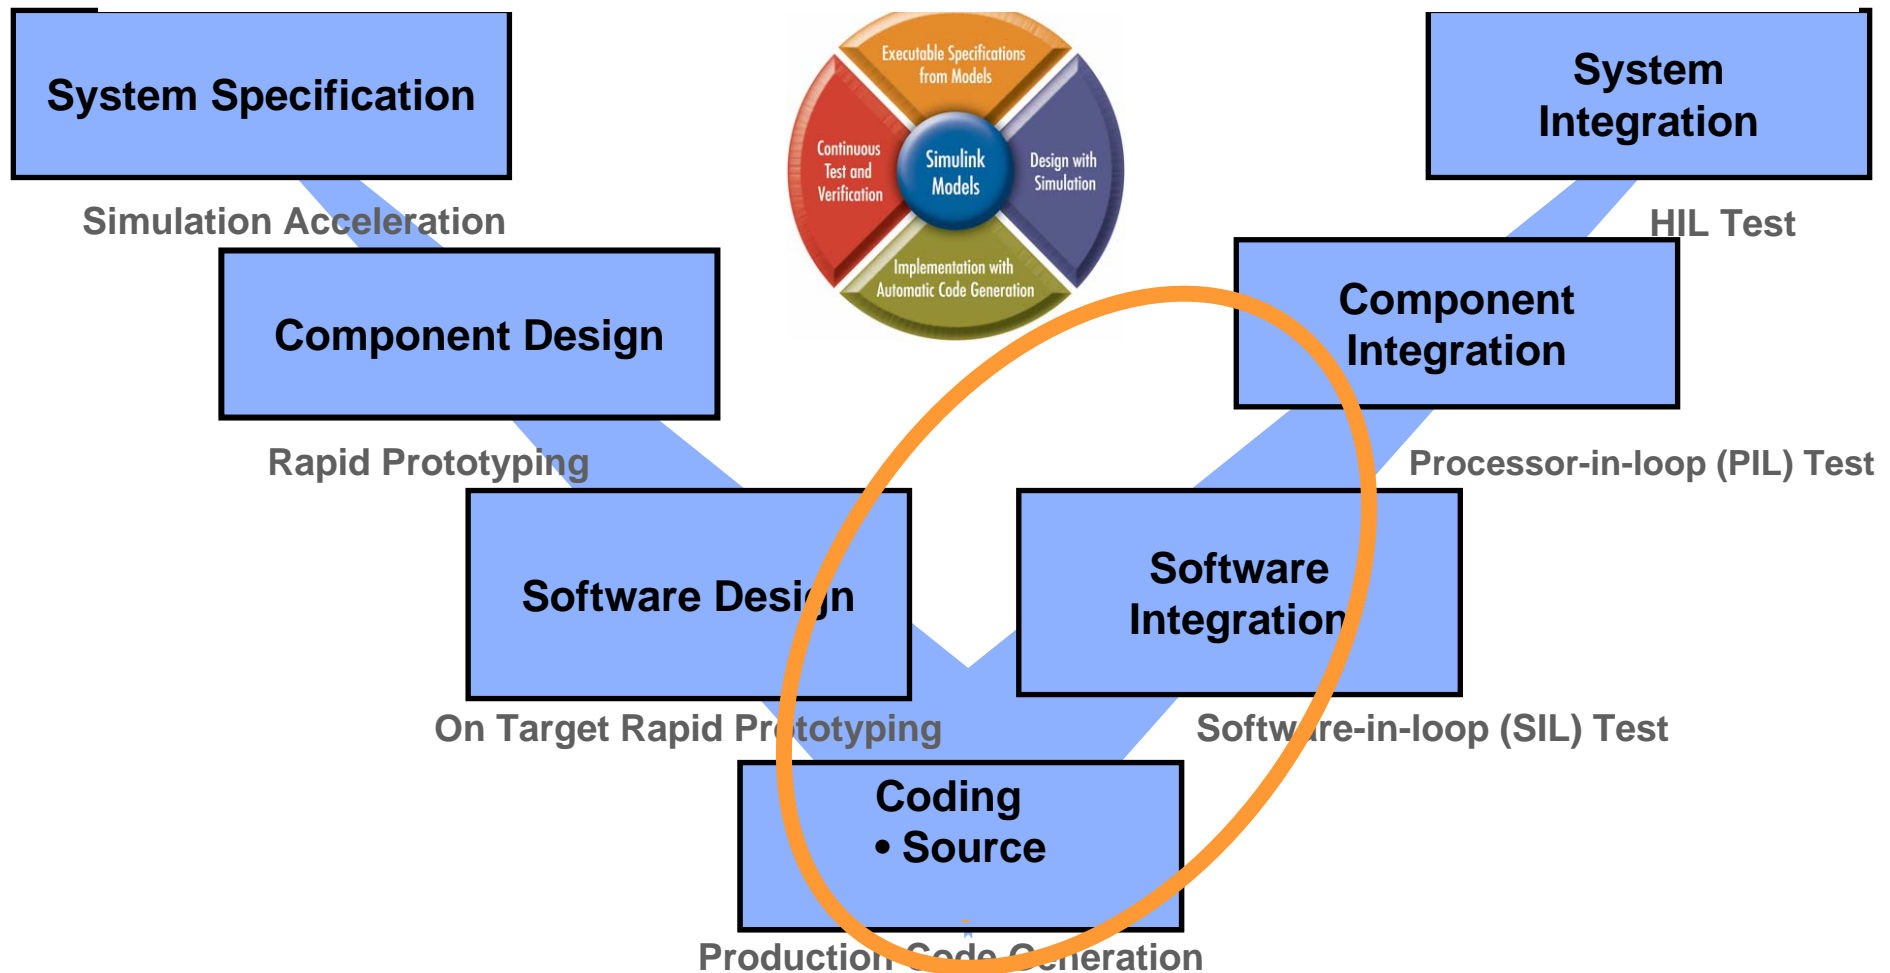 System Specification
Simulation Acceleration
Component Design
Rapid Prototyping
Software Design
On Target Rapid Prototyping
Coding
• Source
Production Code Generation
Executable Specifications
from Models
Continuous
Test and
Verification
Simulink
Models
Design with
Simulation
Implementation with
Automatic Code Generation
System
Integration
HIL Test
Component
Integration
Processor-in-loop (PIL) Test
Software
Integration
Software-in-loop (SIL) Test